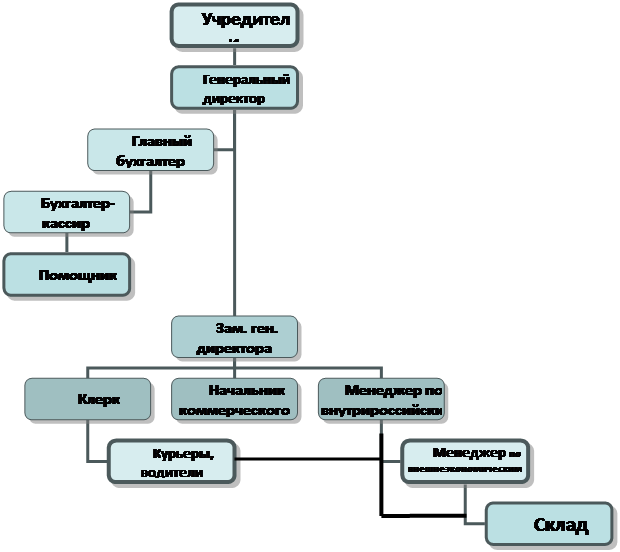 Учредител
и
Генеральный
директор
Главный
бухгалтер
Бухгалтер-
кассир
Помощник
Зам. ген.
директора
Клерк
Начальник
коммерческого
Менеджер по
внутрироссийски
Курьеры,
водители
Менеджер по
Склад